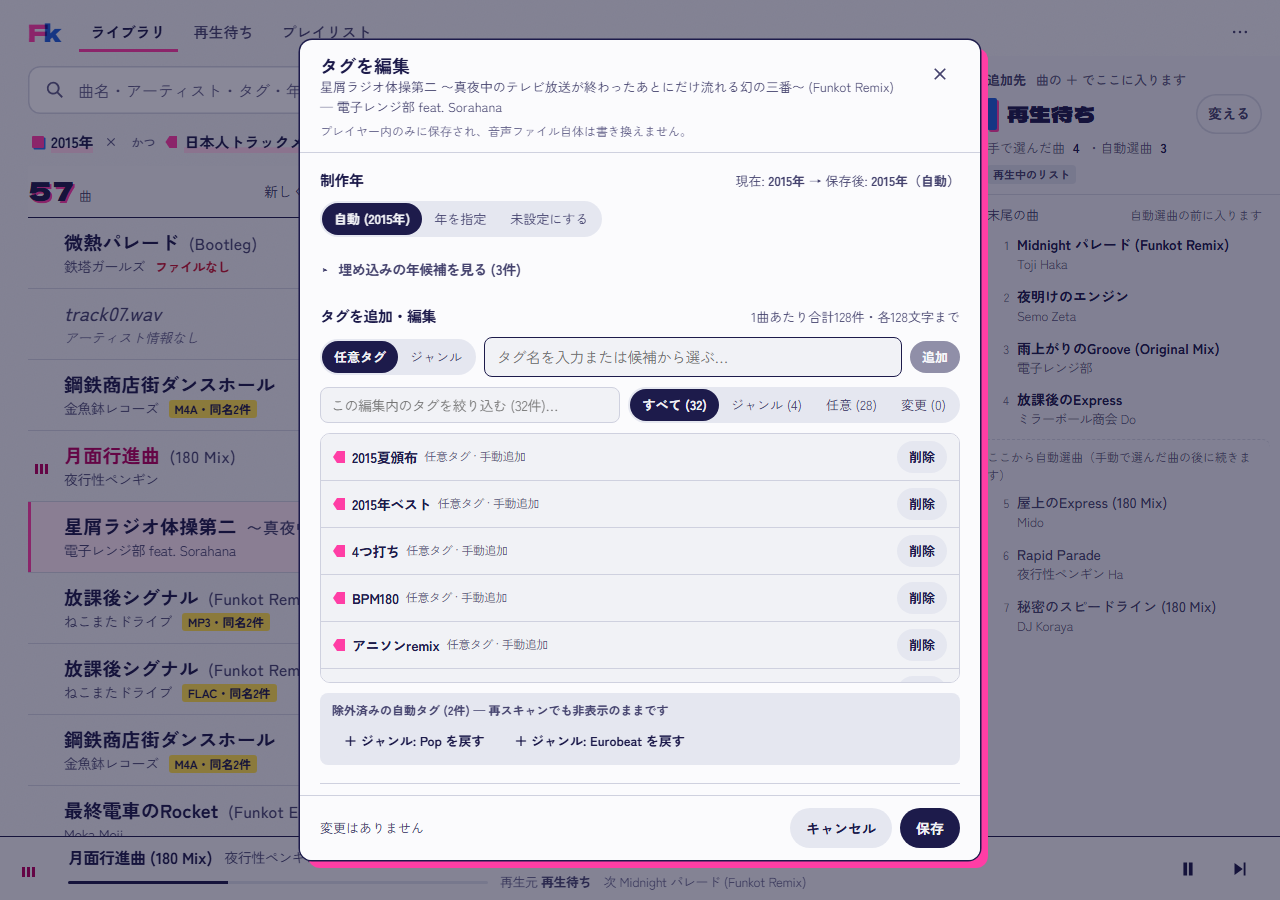 Fk ライブラリ 再生待ち プレイリスト
曲名・アーティスト・タグ・年
2015年 × かつ 日本人トラックメ
57 曲 新しく
微熱パレード (Bootleg)
鉄塔ガールズ ファイルなし
track07.wav
アーティスト情報なし
鋼鉄商店街ダンスホール
金魚鉢レコーズ M4A・同名2件
月面行進曲 (180 Mix)
夜行性ペンギン
星屑ラジオ体操第二 〜真夜
電子レンジ部 feat. Sorahana
放課後シグナル (Funkot Rem
ねこまたドライブ MP3・同名2件
放課後シグナル (Funkot Rem
ねこまたドライブ FLAC・同名2件
鋼鉄商店街ダンスホール
金魚鉢レコーズ M4A・同名2件
最終電車のRocket (Funkot E
Moka Moji
タグを編集
星屑ラジオ体操第二 〜真夜中のテレビ放送が終わったあとにだけ流れる幻の三番〜 (Funkot Remix)
— 電子レンジ部 feat. Sorahana
プレイヤー内のみに保存され、音声ファイル自体は書き換えません。
制作年 現在: 2015年 → 保存後: 2015年（自動）
自動 (2015年) 年を指定 未設定にする
▸ 埋め込みの年候補を見る (3件)
タグを追加・編集 1曲あたり合計128件・各128文字まで
任意タグ ジャンル タグ名を入力または候補から選ぶ… 追加
この編集内のタグを絞り込む (32件)… すべて (32) ジャンル (4) 任意 (28) 変更 (0)
2015夏頒布 任意タグ · 手動追加 削除
2015年ベスト 任意タグ · 手動追加 削除
4つ打ち 任意タグ · 手動追加 削除
BPM180 任意タグ · 手動追加 削除
アニソンremix 任意タグ · 手動追加 削除
除外済みの自動タグ (2件) — 再スキャンでも非表示のままです
＋ ジャンル: Pop を戻す ＋ ジャンル: Eurobeat を戻す
変更はありません キャンセル 保存
追加先 曲の ＋ でここに入ります
再生待ち 変える
手で選んだ曲 4 ・自動選曲 3
再生中のリスト
末尾の曲 自動選曲の前に入ります
1 Midnight パレード (Funkot Remix)
Toji Haka
2 夜明けのエンジン
Semo Zeta
3 雨上がりのGroove (Original Mix)
電子レンジ部
4 放課後のExpress
ミラーボール商会 Do
ここから自動選曲（手動で選んだ曲の後に続きま
す）
5 屋上のExpress (180 Mix)
Mido
6 Rapid Parade
夜行性ペンギン Ha
7 秘密のスピードライン (180 Mix)
DJ Koraya
月面行進曲 (180 Mix) 夜行性ペンギ
再生元 再生待ち 次 Midnight パレード (Funkot Remix)